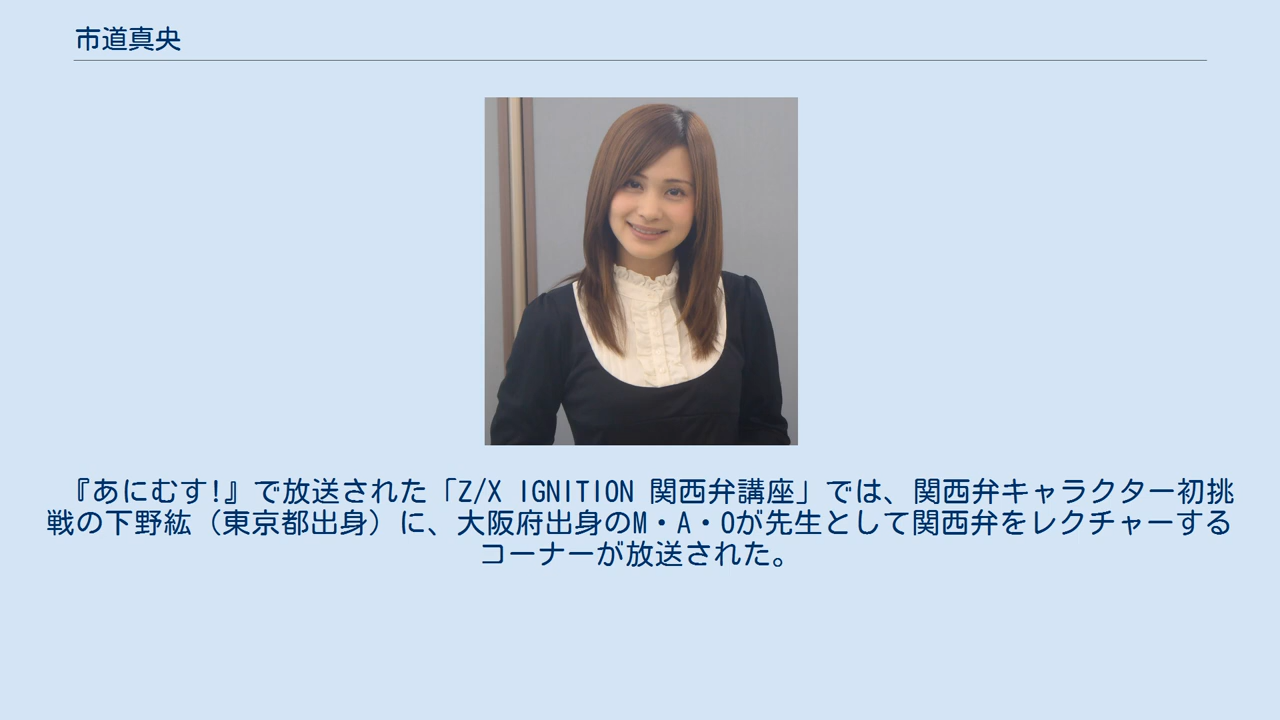 市道真央
『あにむす!』で放送された「Z/X IGNITION 関西弁講座」では、関西弁キャラクター初挑
戦の下野紘（東京都出身）に、大阪府出身のM・A・Oが先生として関西弁をレクチャーする
コーナーが放送された。